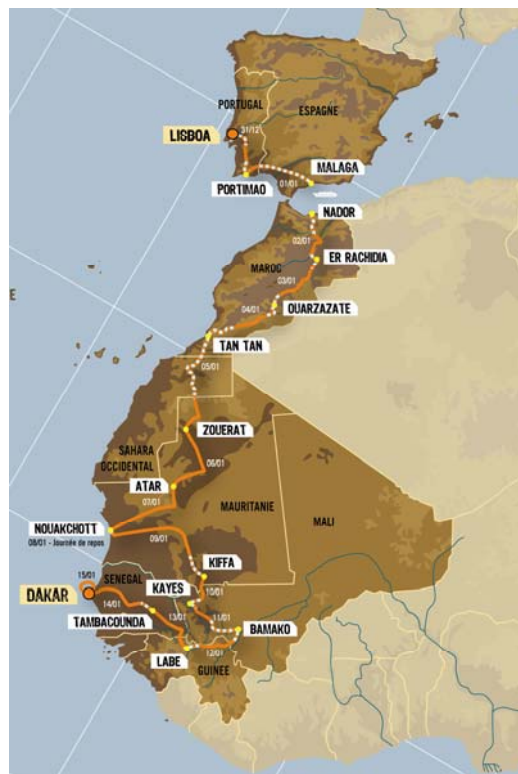 PORTUGAL
ESPAGNE
31/12
LISBOA
MALAGA
PORTIMAO
01/01
NADOR
02/01
E
ER RACHIDIA
MAROC
03/01
OUARZAZATE
04/01
TAN TAN
05/01
ZOUERAT
SAHARA
OCCIDENTAL
06/01
ATAR
07/01
MAURITANIE
MALI
NOUAKCHOTT
08/01 - Journée de repos
09/01
KIFFA
15/01
SENEGAL
KAYES
10/01
DAKAR
14/01
13/01
11/01
TAMBACOUNDA
BAMAKO
12/01
LABE
GUINEE